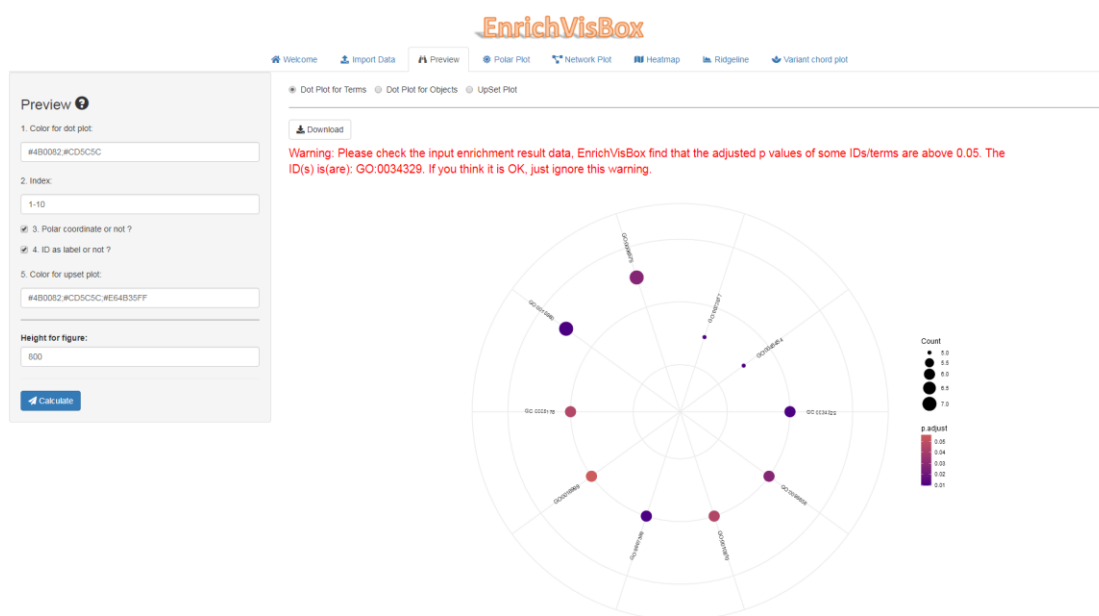 EnrichVisBox
Welcome Import Data Preview Polar Plot Network Plot Heatmap Ridgeline Variant chord plot
Preview
1. Color for dot plot:
#4B0082;#CD5C5C
2. Index:
1-10
3. Polar coordinate or not ?
4. ID as label or not ?
5. Color for upset plot:
#4B0082;#CD5C5C;#E64B35FF
Height for figure:
800
Calculate
Dot Plot for Terms Dot Plot for Objects UpSet Plot
Download
Warning: Please check the input enrichment result data, EnrichVisBox find that the adjusted p values of some IDs/terms are above 0.05. The
ID(s) is(are): GO:0034329. If you think it is OK, just ignore this warning.
Count
5.0
5.5
6.0
6.5
7.0
p.adjust
0.05
0.04
0.03
0.02
0.01